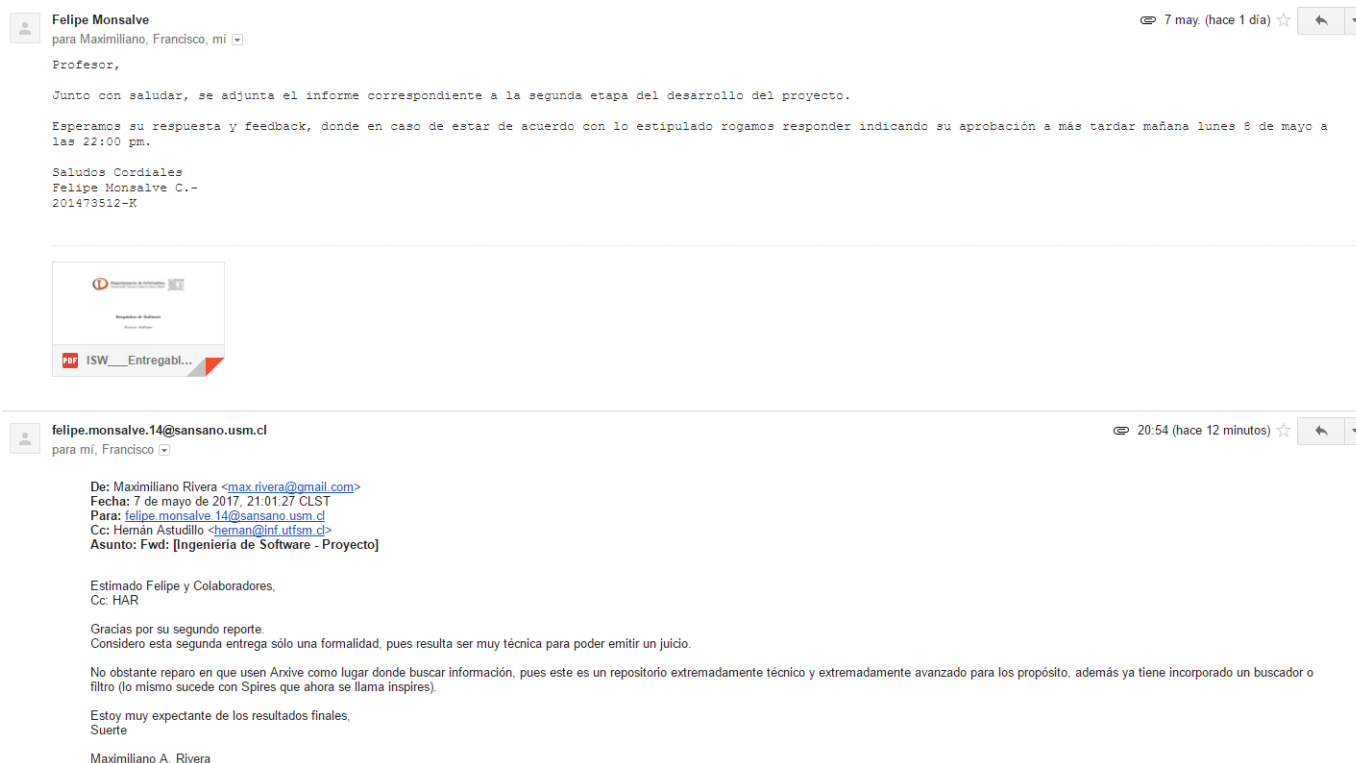 Felipe Monsalve
7 may. (hace 1 día)
para Maximiliano, Francisco, mí
Profesor,
Junto con saludar, se adjunta el informe correspondiente a la segunda etapa del desarrollo del proyecto.
Esperamos su respuesta y feedback, donde en caso de estar de acuerdo con lo estipulado rogamos responder indicando su aprobación a más tardar mañana lunes 8 de mayo a
las 22:00 pm.
Saludos Cordiales
Felipe Monsalve C.-
201473512-K
Departamento de Informática
Requisitos de Software
PDF ISW___Entregabl...
felipe.monsalve.14@sansano.usm.cl
20:54 (hace 12 minutos)
para mí, Francisco
De: Maximiliano Rivera <max.rivera@gmail.com>
Fecha: 7 de mayo de 2017, 21:01:27 CLST
Para: felipe.monsalve.14@sansano.usm.cl
Cc: Hernán Astudillo <hernan@inf.utfsm.cl>
Asunto: Fwd: [Ingeniería de Software - Proyecto]
Estimado Felipe y Colaboradores,
Cc: HAR
Gracias por su segundo reporte.
Considero esta segunda entrega sólo una formalidad, pues resulta ser muy técnica para poder emitir un juicio.
No obstante reparo en que usen Arxive como lugar donde buscar información, pues este es un repositorio extremadamente técnico y extremadamente avanzado para los propósito, además ya tiene incorporado un buscador o
filtro (lo mismo sucede con Spires que ahora se llama inspires).
Estoy muy expectante de los resultados finales,
Suerte
Maximiliano A. Rivera